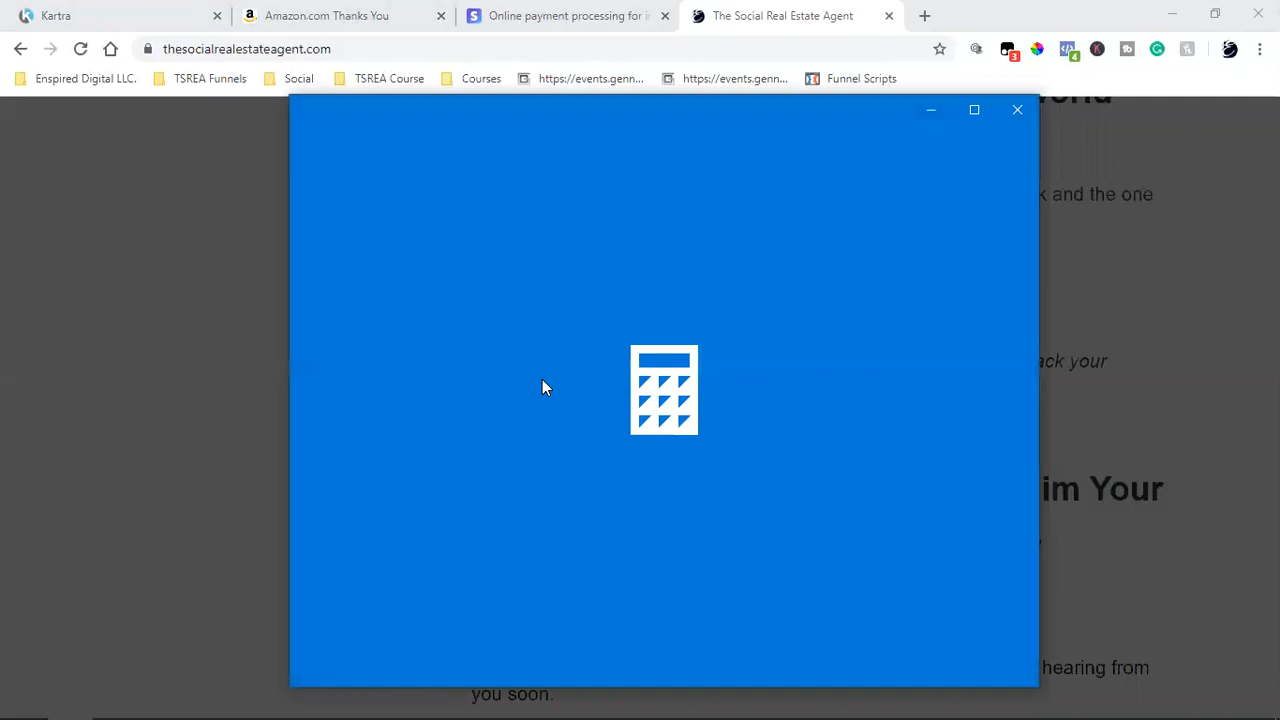 Kartra
Amazon.com Thanks You
Online payment processing for i
The Social Real Estate Agent
thesocialrealestateagent.com
3
4
Enspired Digital LLC.
TSREA Funnels
Social
TSREA Course
Courses
https://events.genn...
https://events.genn...
Funnel Scripts
k and the one
ack your
im Your
hearing from
you soon.